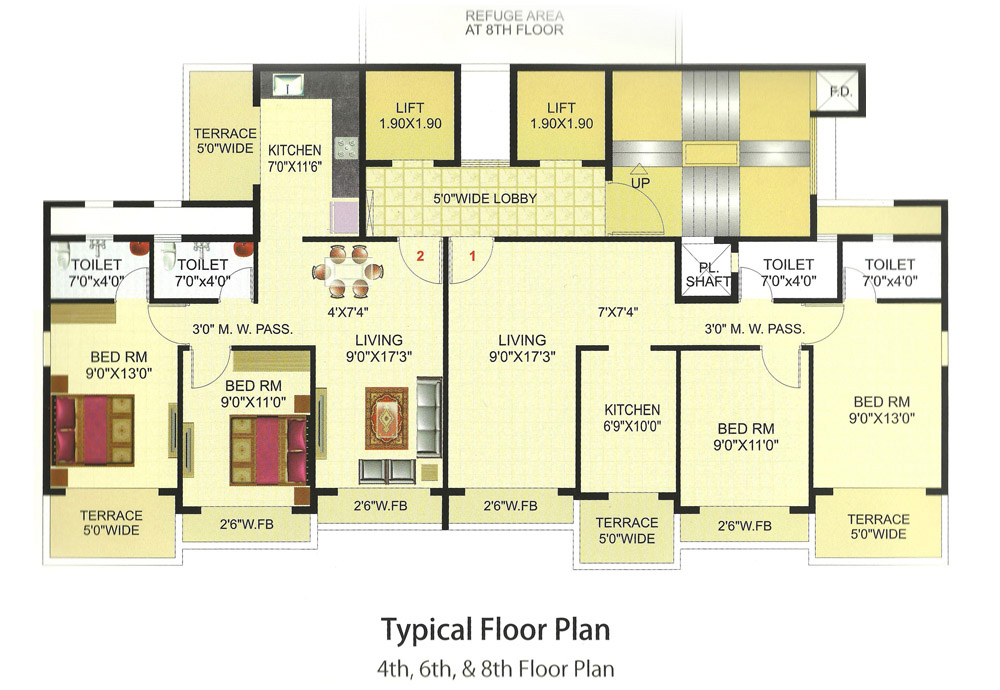 REFUGE AREA
AT 8TH FLOOR
F.D.
LIFT
1.90X1.90
LIFT
1.90X1.90
TERRACE
5'0"WIDE
KITCHEN
7'0"X11'6"
UP
5'0"WIDE LOBBY
2
1
TOILET
7'0"x4'0"
TOILET
7'0"x4'0"
PL.
SHAFT
TOILET
7'0"x4'0"
TOILET
7'0"x4'0"
4'X7'4"
7'X7'4"
3'0" M. W. PASS.
3'0" M. W. PASS.
LIVING
9'0"X17'3"
LIVING
9'0"X17'3"
BED RM
9'0"X13'0"
BED RM
9'0"X11'0"
KITCHEN
6'9"X10'0"
BED RM
9'0"X11'0"
BED RM
9'0"X13'0"
TERRACE
5'0"WIDE
2'6"W.FB
2'6"W.FB
2'6"W.FB
TERRACE
5'0"WIDE
2'6"W.FB
TERRACE
5'0"WIDE
Typical Floor Plan
4th, 6th, & 8th Floor Plan